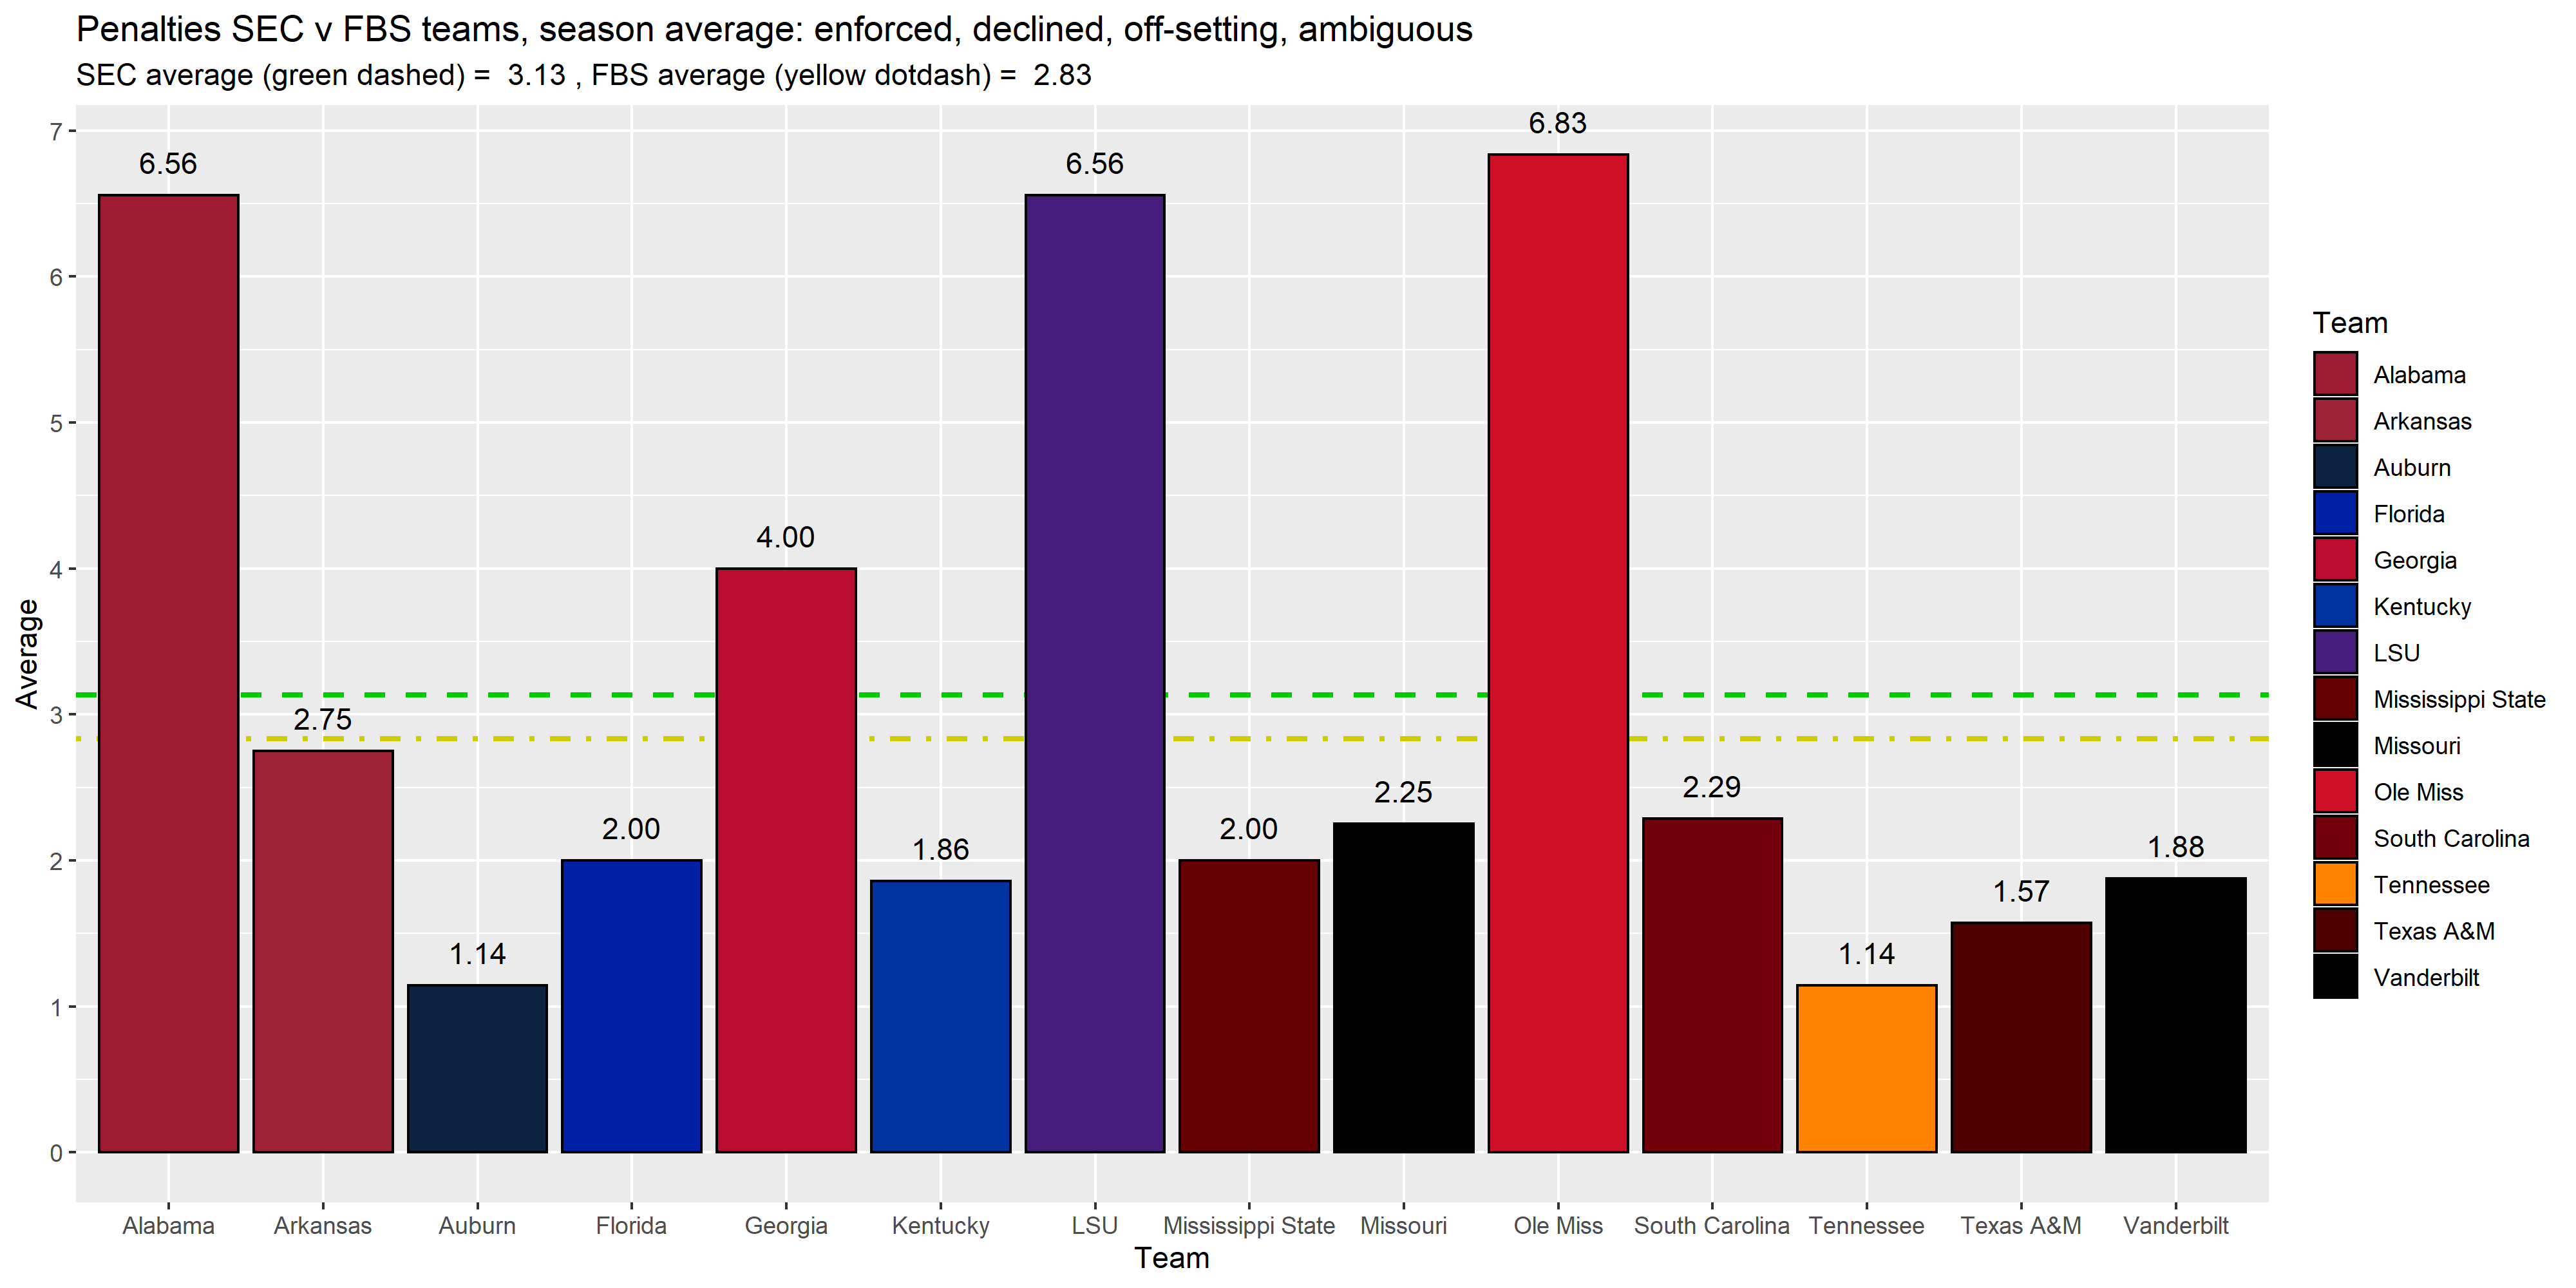 Penalties SEC v FBS teams, season average: enforced, declined, off-setting, ambiguous
SEC average (green dashed) =  3.13 , FBS average (yellow dotdash) =  2.83
Average
7
6
5
4
3
2
1
0
6.56
2.75
1.14
2.00
4.00
1.86
6.56
2.00
2.25
6.83
2.29
1.14
1.57
1.88
Alabama
Arkansas
Auburn
Florida
Georgia
Kentucky
LSU
Mississippi State
Missouri
Ole Miss
South Carolina
Tennessee
Texas A&M
Vanderbilt
Team
Team
Alabama
Arkansas
Auburn
Florida
Georgia
Kentucky
LSU
Mississippi State
Missouri
Ole Miss
South Carolina
Tennessee
Texas A&M
Vanderbilt